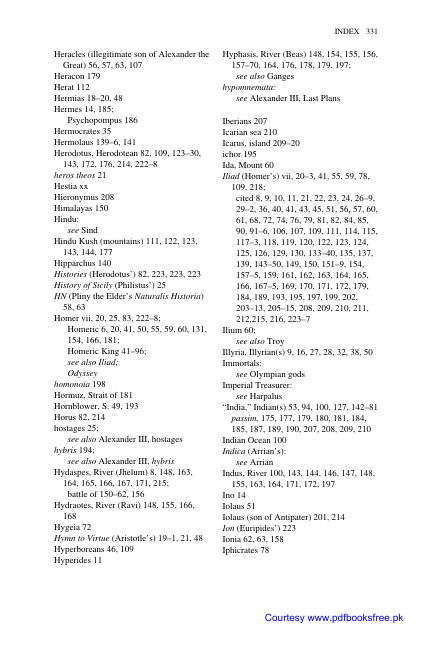 INDEX 331
Heracles (illegitimate son of Alexander the
Great) 56, 57, 63, 107
Heracon 179
Herat 112
Hermias 18–20, 48
Hermes 14, 185;
Psychopompus 186
Hermocrates 35
Hermolaus 139–6, 141
Herodotus, Herodotean 82, 109, 123–30,
143, 172, 176, 214, 222–8
heros theos 21
Hestia xx
Hieronymus 208
Himalayas 150
Hindu:
see Sind
Hindu Kush (mountains) 111, 122, 123,
143, 144, 177
Hipparchus 140
Histories (Herodotus’) 82, 223, 223, 223
History of Sicily (Philistus’) 25
HN (Pliny the Elder’s Naturalis Historia)
58, 63
Homer vii, 20, 25, 83, 222–8;
Homeric 6, 20, 41, 50, 55, 59, 60, 131,
154, 166, 181;
Homeric King 41–96;
see also Iliad;
Odyssey
homonoia 198
Hormuz, Strait of 181
Hornblower, S. 49, 193
Horus 82, 214
hostages 25;
see also Alexander III, hostages
hybris 194;
see also Alexander III, hybris
Hydaspes, River (Jhelum) 8, 148, 163,
164, 165, 166, 167, 171, 215;
battle of 150–62, 156
Hydraotes, River (Ravi) 148, 155, 166,
168
Hygeia 72
Hymn to Virtue (Aristotle’s) 19–1, 21, 48
Hyperboreans 46, 109
Hyperides 11
Hyphasis, River (Beas) 148, 154, 155, 156,
157–70, 164, 176, 178, 179, 197;
see also Ganges
hypomnemata:
see Alexander III, Last Plans
Iberians 207
Icarian sea 210
Icarus, island 209–20
ichor 195
Ida, Mount 60
Iliad (Homer’s) vii, 20–3, 41, 55, 59, 78,
109, 218;
cited 8, 9, 10, 11, 21, 22, 23, 24, 26–9,
29–2, 36, 40, 41, 43, 45, 51, 56, 57, 60,
61, 68, 72, 74, 76, 79, 81, 82, 84, 85,
90, 91–6, 106, 107, 109, 111, 114, 115,
117–3, 118, 119, 120, 122, 123, 124,
125, 126, 129, 130, 133–40, 135, 137,
139, 143–50, 149, 150, 151–9, 154,
157–5, 159, 161, 162, 163, 164, 165,
166, 167–5, 169, 170, 171, 172, 179,
184, 189, 193, 195, 197, 199, 202,
203–13, 205–15, 208, 209, 210, 211,
212,215, 216, 223–7
Ilium 60;
see also Troy
Illyria, Illyrian(s) 9, 16, 27, 28, 32, 38, 50
Immortals:
see Olympian gods
Imperial Treasurer:
see Harpalus
“India,” Indian(s) 53, 94, 100, 127, 142–81
passim, 175, 177, 179, 180, 181, 184,
185, 187, 189, 190, 207, 208, 209, 210
Indian Ocean 100
Indica (Arrian’s):
see Arrian
Indus, River 100, 143, 144, 146, 147, 148,
155, 163, 164, 171, 172, 197
Ino 14
Iolaus 51
Iolaus (son of Antipater) 201, 214
Ion (Euripides’) 223
Ionia 62, 63, 158
Iphicrates 78
Courtesy www.pdfbooksfree.pk